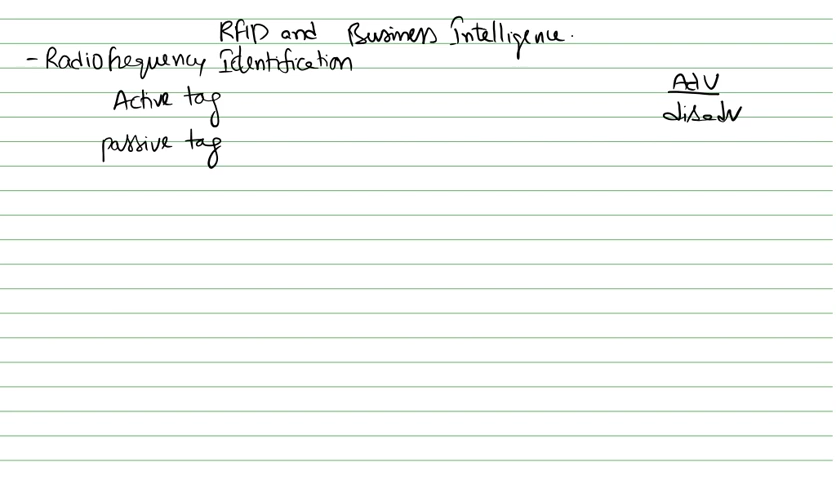 RFID and Business Intelligence.
- Radiofrequency Identification
Active tag
passive tag
Adv
disadv